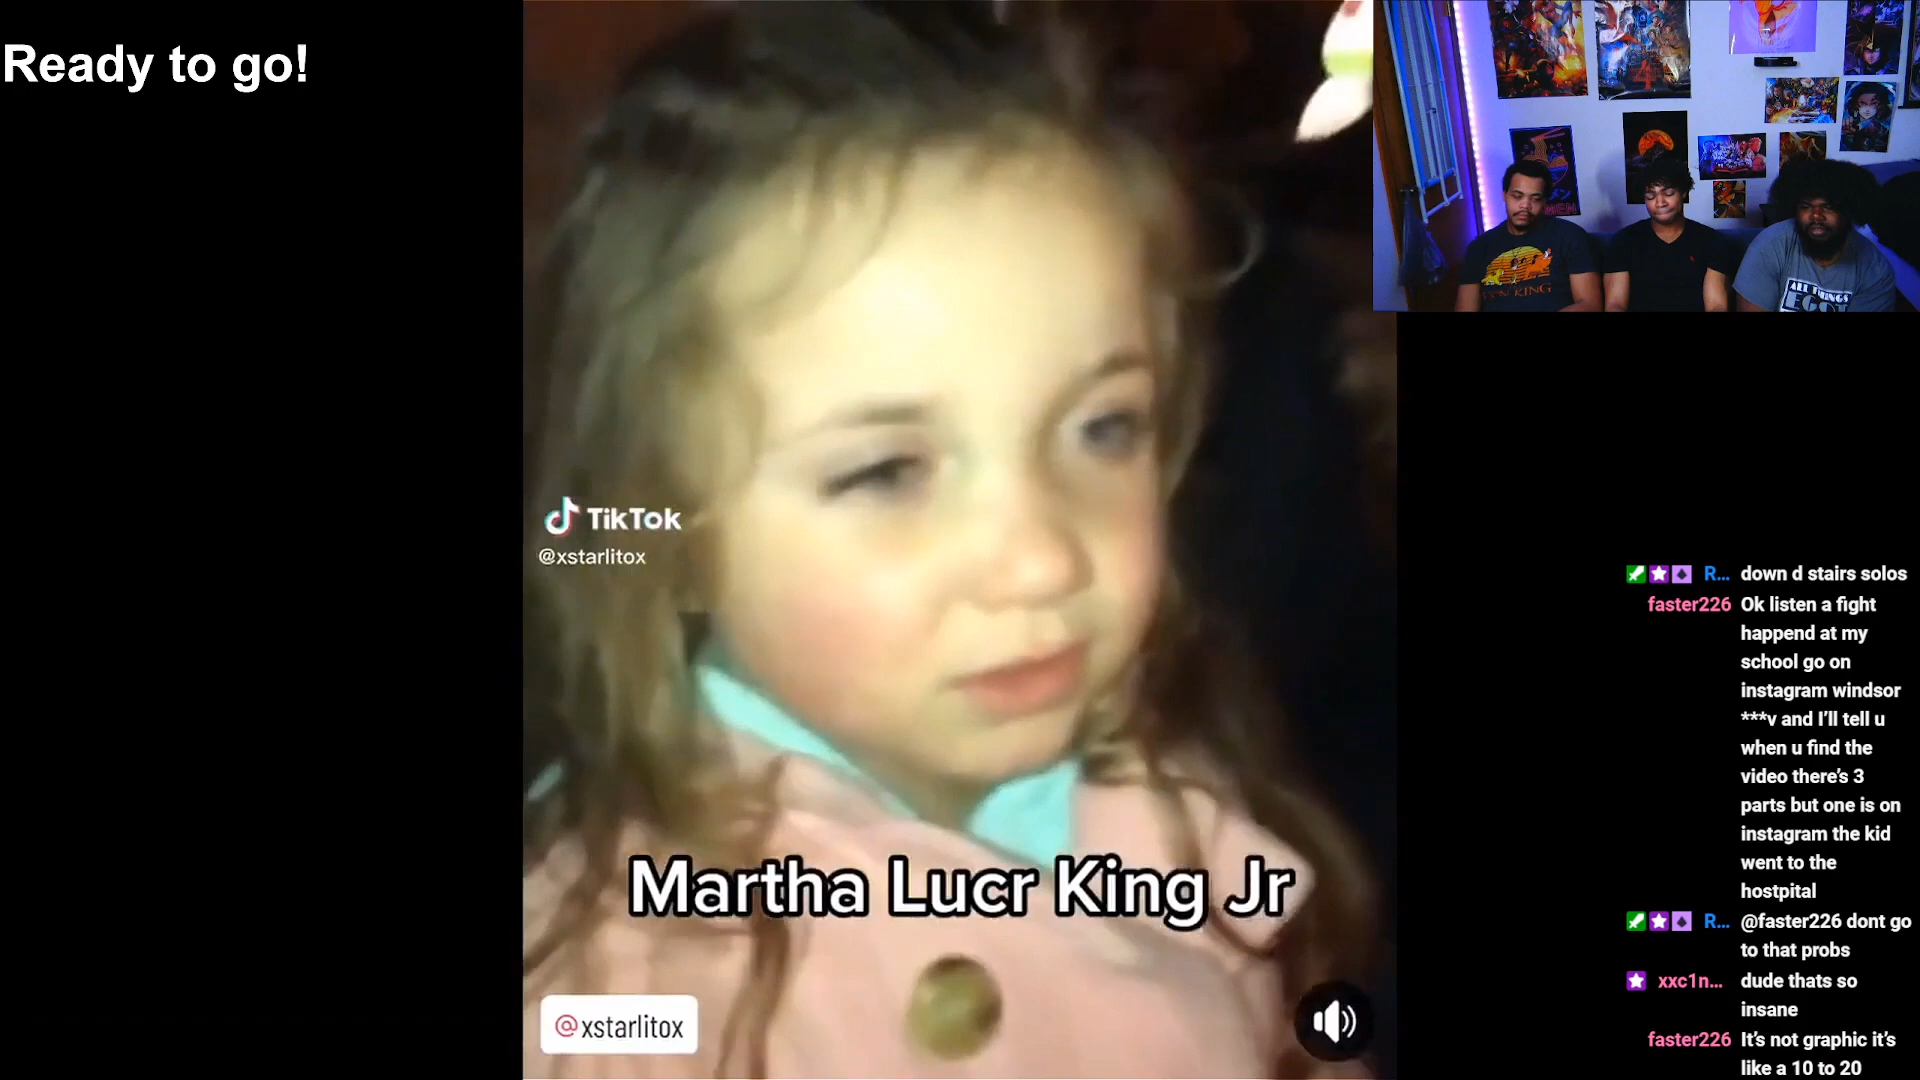 Ready to go!
TikTok
@xstarlitox
Martha Lucr King Jr
@xstarlitox
KING
ALL THINGS
R... down d stairs solos
faster226 Ok listen a fight
happend at my
school go on
instagram windsor
***v and I'll tell u
when u find the
video there's 3
parts but one is on
instagram the kid
went to the
hostpital
R... @faster226 dont go
to that probs
xxc1n... dude thats so
insane
faster226 It's not graphic it's
like a 10 to 20